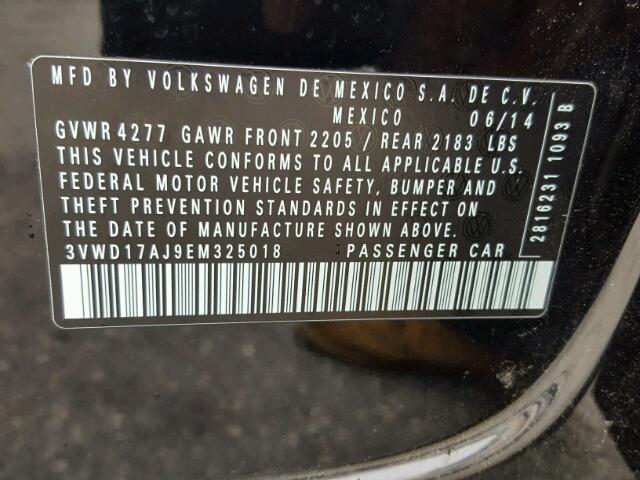 MFD BY VOLKSWAGEN DE MEXICO S.A. DE C.V.
MEXICO 06/14
GVWR 4277 GAWR FRONT 2205 / REAR 2183 LBS
THIS VEHICLE CONFORMS TO ALL APPLICABLE U.S.
FEDERAL MOTOR VEHICLE SAFETY, BUMPER AND
THEFT PREVENTION STANDARDS IN EFFECT ON
THE DATE OF MANUFACTURE SHOWN ABOVE.
3VWD17AJ9EM325018 PASSENGER CAR
2816231 1093 B